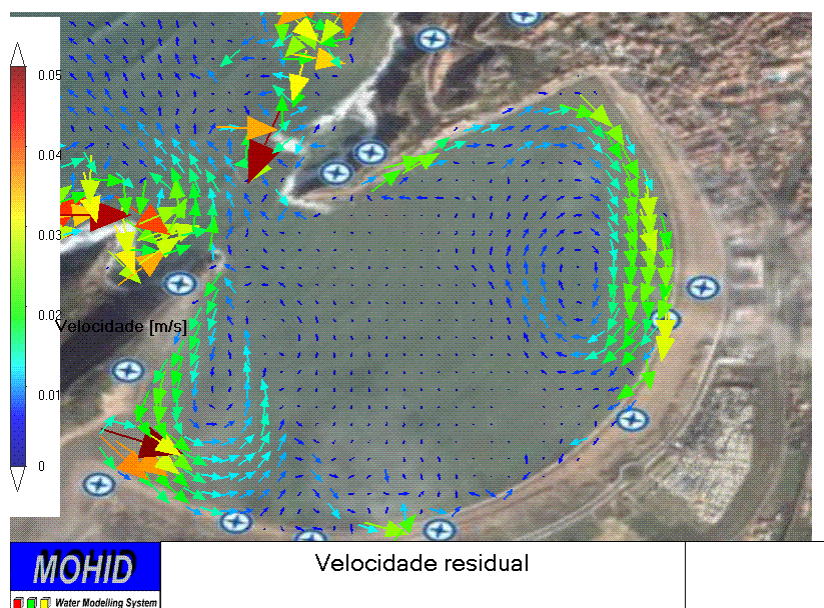 0.05
0.04
0.03
0.02
Velocidade [m/s]
0.01
0
MOHID
Velocidade residual
Water Modelling System